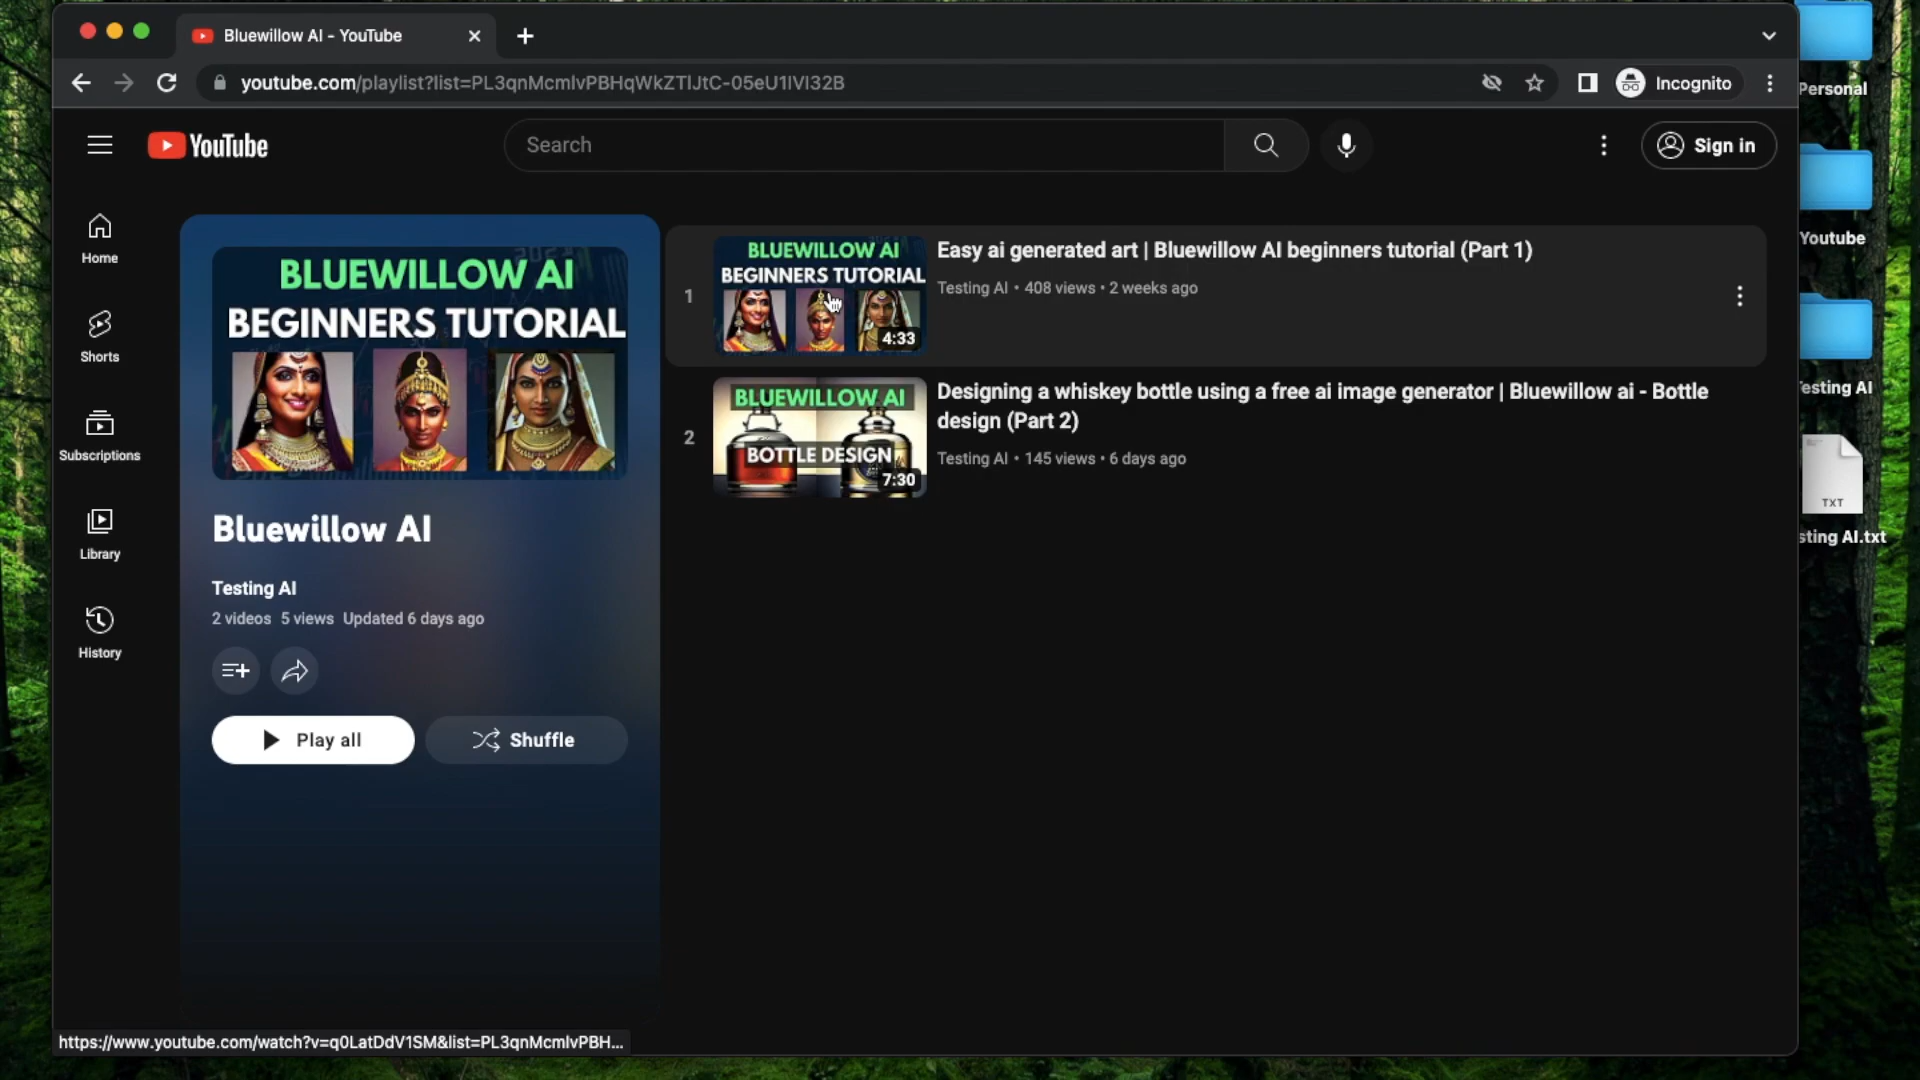 Bluewillow AI - YouTube
youtube.com/playlist?list=PL3qnMcmlvPBHqWkZTIJtC-05eU1IVI32B
Incognito
YouTube
Search
Sign in
Home
Shorts
Subscriptions
Library
History
BLUEWILLOW AI
BEGINNERS TUTORIAL
Bluewillow AI
Testing AI
2 videos 5 views Updated 6 days ago
Play all
Shuffle
1
BLUEWILLOW AI
BEGINNERS TUTORIAL
4:33
Easy ai generated art | Bluewillow AI beginners tutorial (Part 1)
Testing AI • 408 views • 2 weeks ago
2
BLUEWILLOW AI
BOTTLE DESIGN
7:30
Designing a whiskey bottle using a free ai image generator | Bluewillow ai - Bottle
design (Part 2)
Testing AI • 145 views • 6 days ago
Personal
Youtube
esting AI
TXT
sting AI.txt
https://www.youtube.com/watch?v=q0LatDdV1SM&list=PL3qnMcmlvPBH...